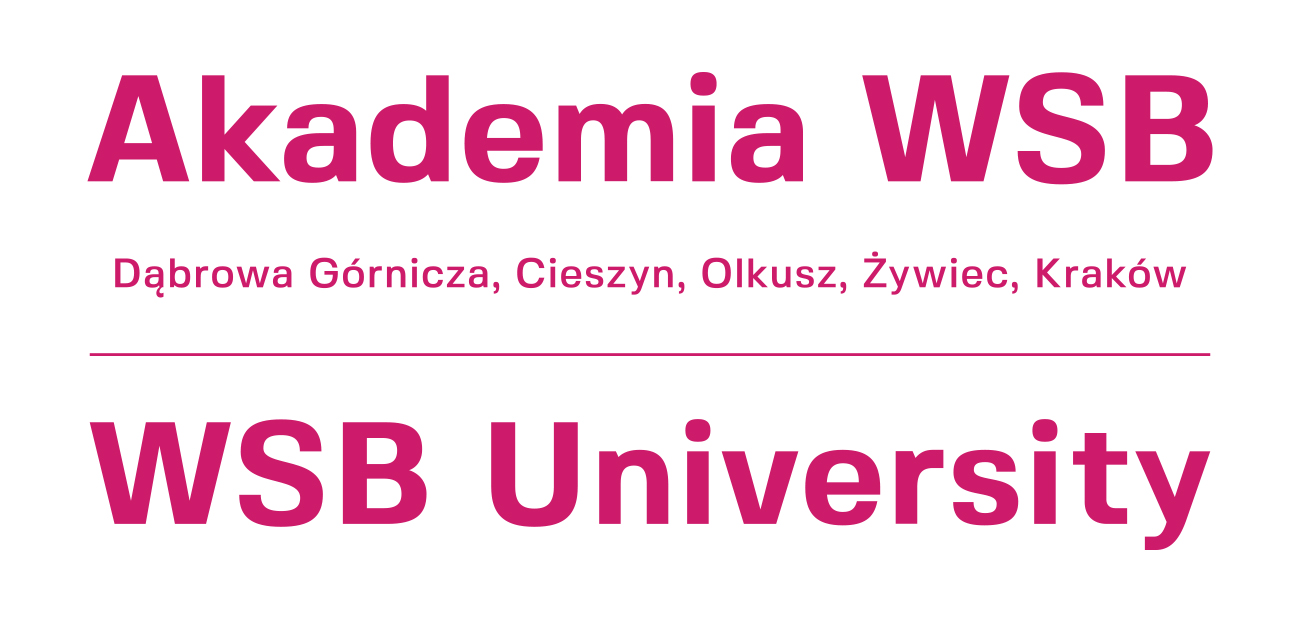 Akademia WSB
Dąbrowa Górnicza, Cieszyn, Olkusz, Żywiec, Kraków
WSB University